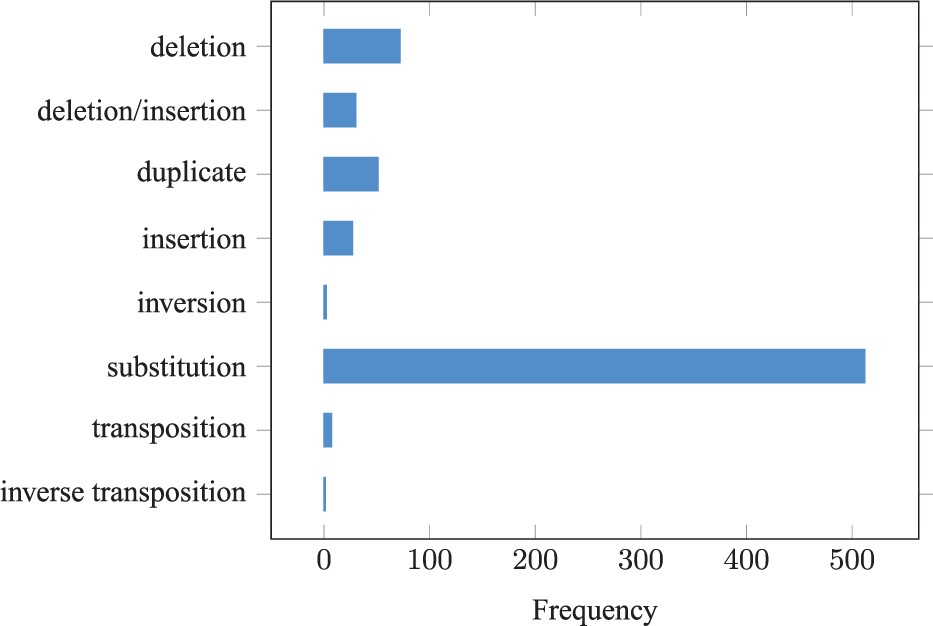 deletion
deletion/insertion
duplicate
insertion
inversion
substitution
transposition
inverse transposition
0 100 200 300 400 500
Frequency